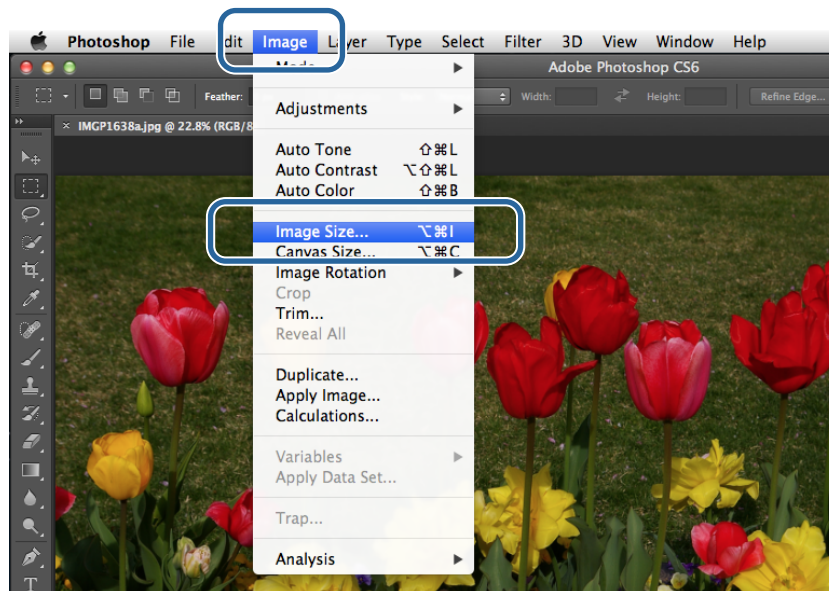 Photoshop File Edit Image Layer Type Select Filter 3D View Window Help
Mode
Adobe Photoshop CS6
Feather:
Width:
Height:
Refine Edge...
× IMGP1638a.jpg @ 22.8% (RGB/8
Adjustments
Auto Tone ⇧⌘L
Auto Contrast ⌥⇧⌘L
Auto Color ⇧⌘B
Image Size... ⌥⌘I
Canvas Size... ⌥⌘C
Image Rotation
Crop
Trim...
Reveal All
Duplicate...
Apply Image...
Calculations...
Variables
Apply Data Set...
Trap...
Analysis
T